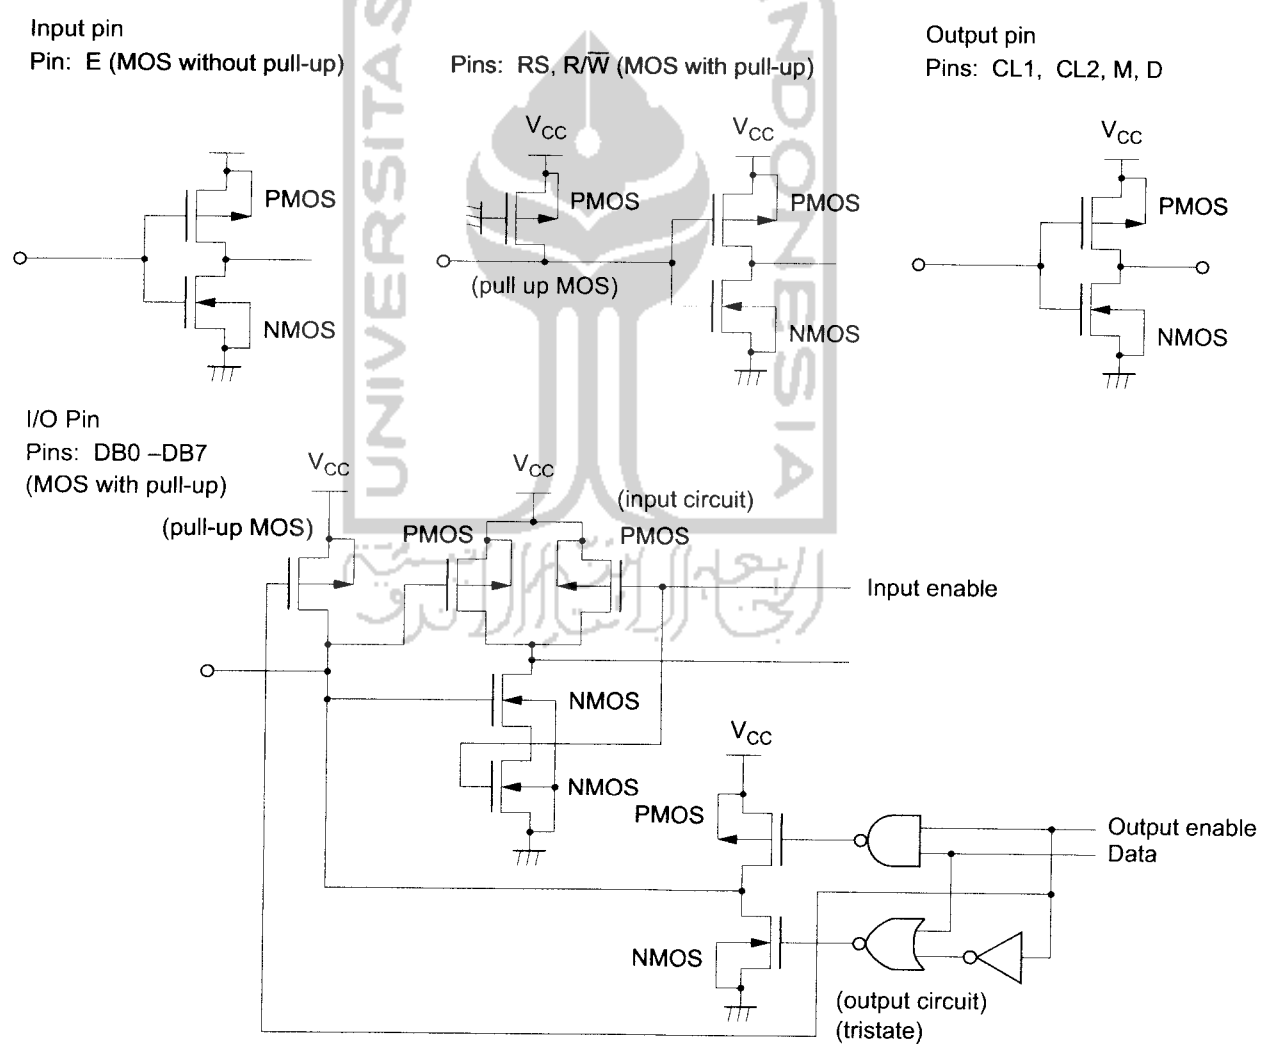 Input pin
Pin: E (MOS without pull-up)
PMOS
NMOS
Pins: RS, R/W̅ (MOS with pull-up)
VCC
VCC
PMOS
PMOS
(pull up MOS)
NMOS
Output pin
Pins: CL1, CL2, M, D
VCC
PMOS
NMOS
I/O Pin
Pins: DB0 –DB7
(MOS with pull-up)
VCC
VCC
(input circuit)
(pull-up MOS)
PMOS
PMOS
Input enable
NMOS
NMOS
VCC
PMOS
Output enable
Data
NMOS
(output circuit)
(tristate)
UNIVERSITAS
INDONESIA